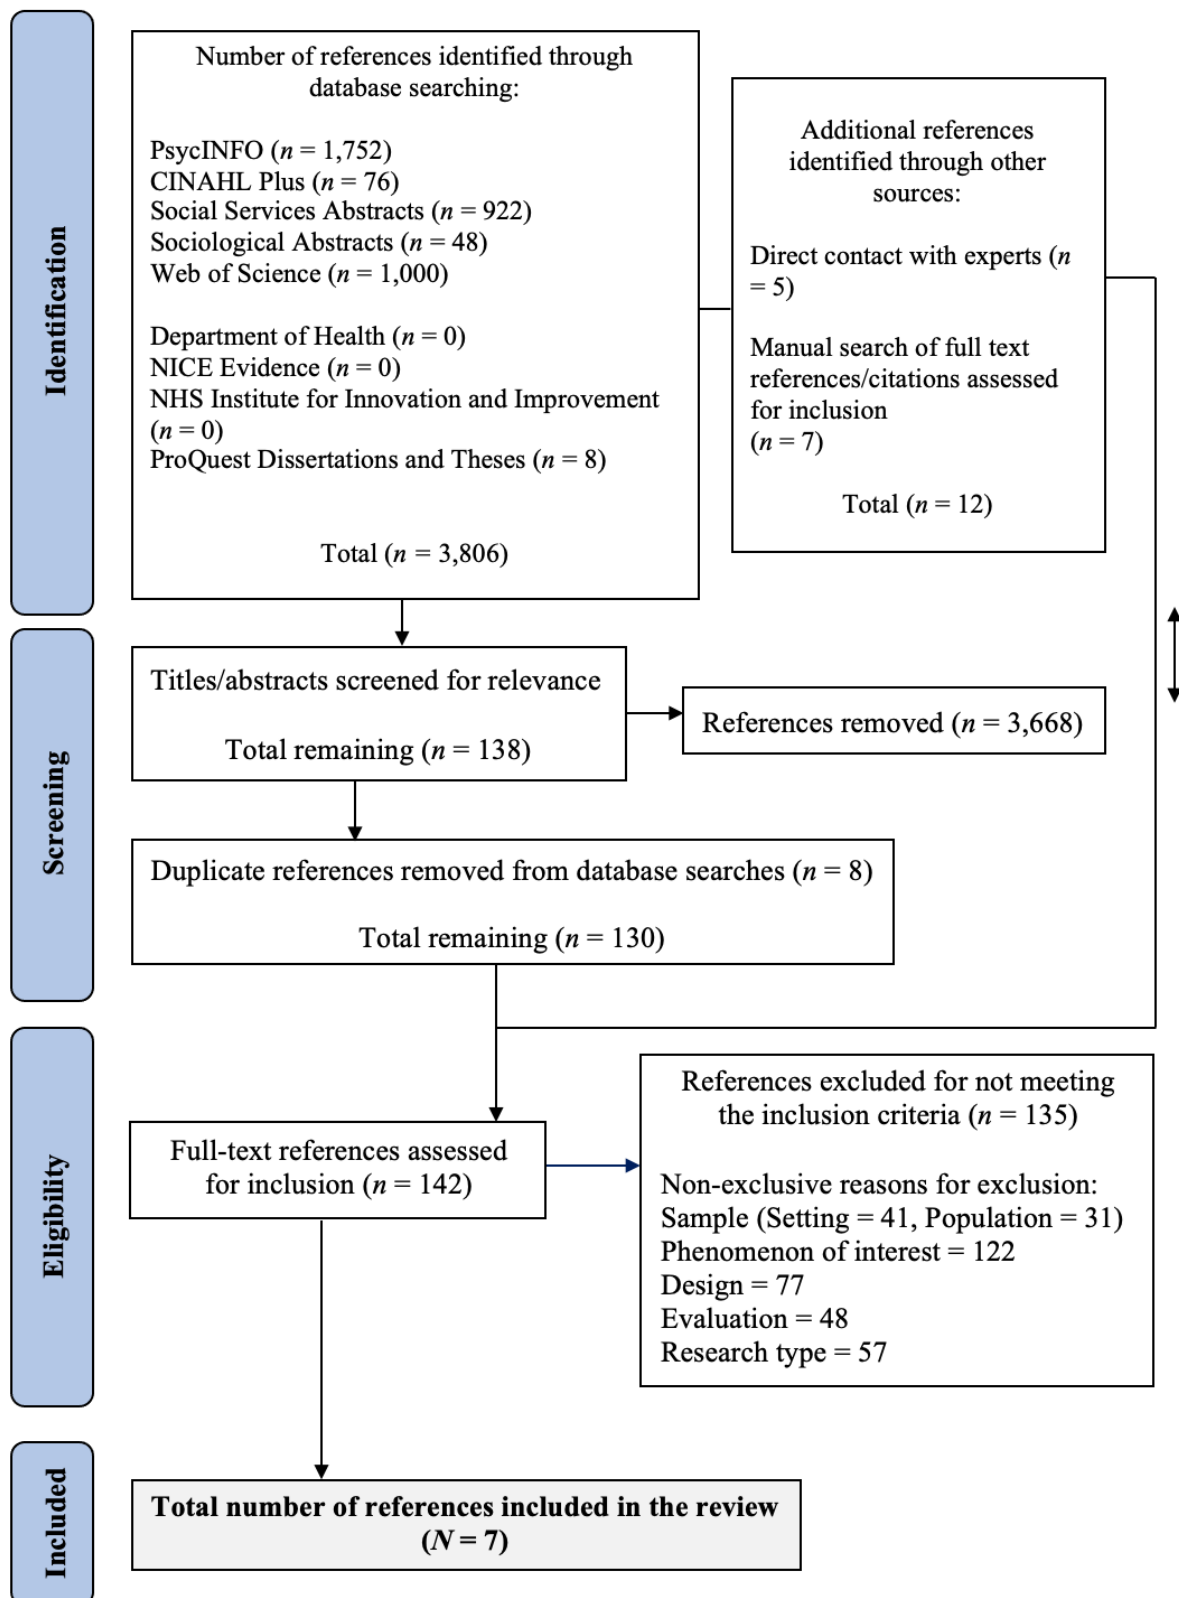 Identification
Number of references identified through
database searching:
PsycINFO (n = 1,752)
CINAHL Plus (n = 76)
Social Services Abstracts (n = 922)
Sociological Abstracts (n = 48)
Web of Science (n = 1,000)
Department of Health (n = 0)
NICE Evidence (n = 0)
NHS Institute for Innovation and Improvement
(n = 0)
ProQuest Dissertations and Theses (n = 8)
Total (n = 3,806)
Additional references
identified through other
sources:
Direct contact with experts (n
= 5)
Manual search of full text
references/citations assessed
for inclusion
(n = 7)
Total (n = 12)
Screening
Titles/abstracts screened for relevance
Total remaining (n = 138)
References removed (n = 3,668)
Duplicate references removed from database searches (n = 8)
Total remaining (n = 130)
Eligibility
Full-text references assessed
for inclusion (n = 142)
References excluded for not meeting
the inclusion criteria (n = 135)
Non-exclusive reasons for exclusion:
Sample (Setting = 41, Population = 31)
Phenomenon of interest = 122
Design = 77
Evaluation = 48
Research type = 57
Included
Total number of references included in the review
(N = 7)